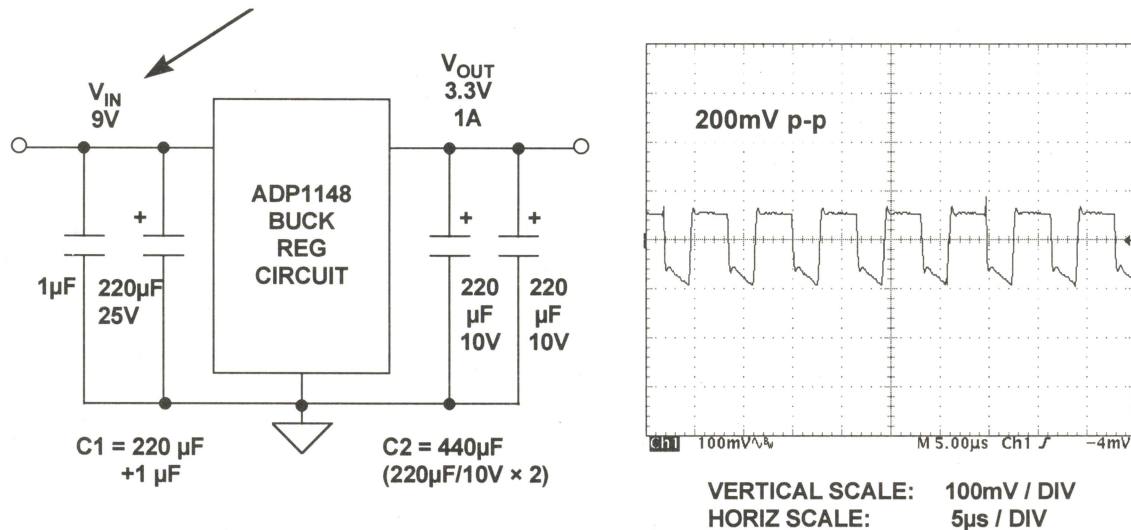 V_IN
9V
V_OUT
3.3V
1A
ADP1148
BUCK
REG
CIRCUIT
+
1µF
220µF
25V
+
+
220
µF
10V
220
µF
10V
C1 = 220 µF
+1 µF
C2 = 440µF
(220µF/10V × 2)
200mV p-p
Ch1 100mV M 5.00µs Ch1 −4mV
VERTICAL SCALE: 100mV / DIV
HORIZ SCALE: 5µs / DIV